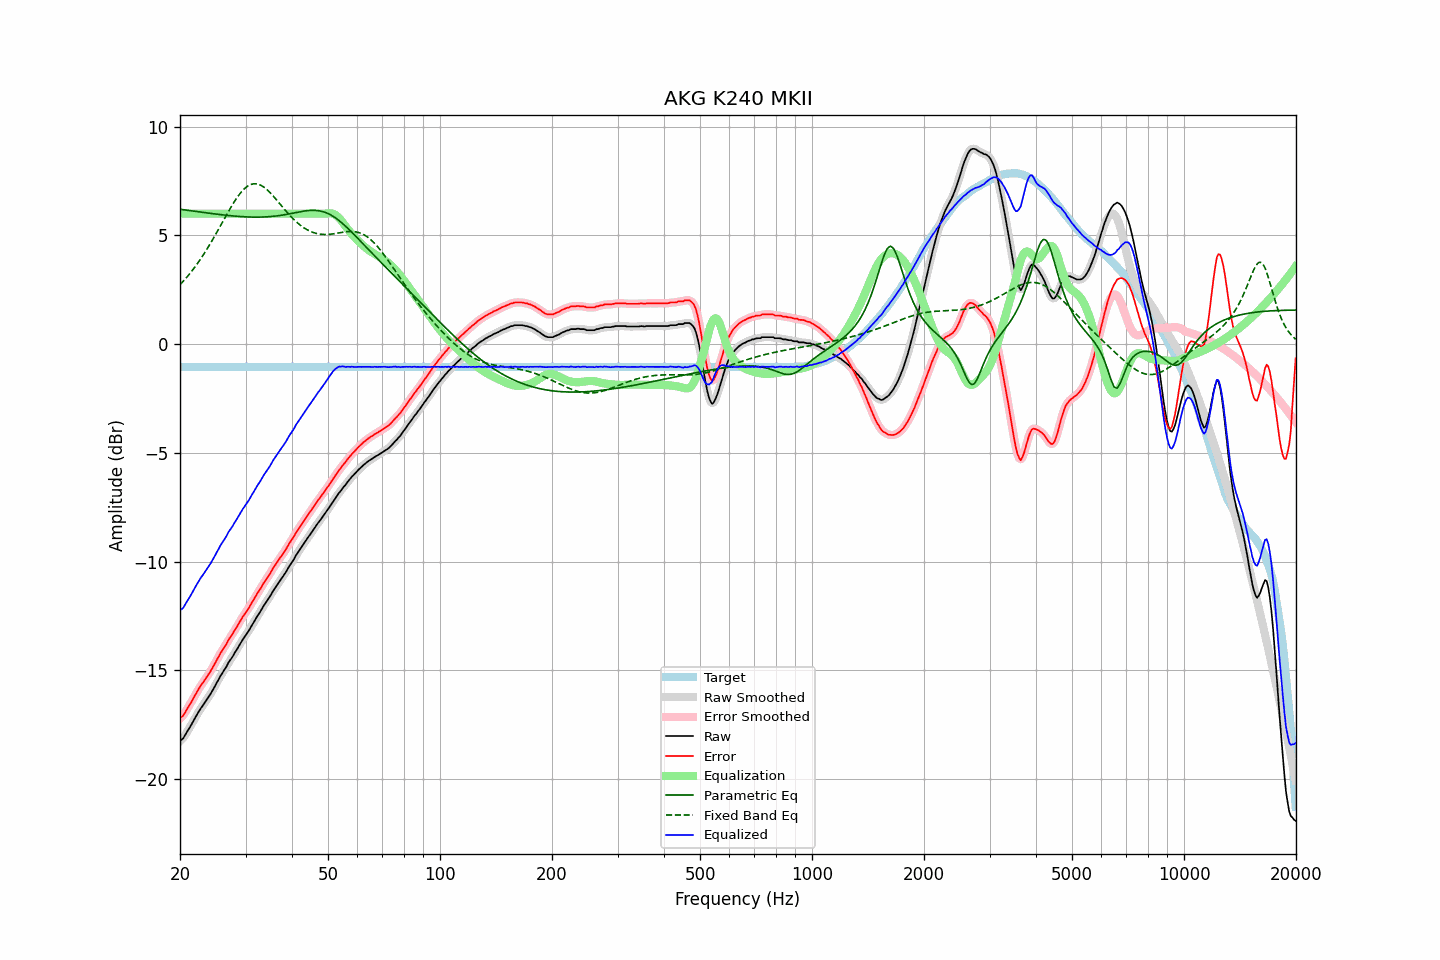 AKG K240 MKII
Amplitude (dBr)
10
5
0
−5
−10
−15
−20
Target
Raw Smoothed
Error Smoothed
Raw
Error
Equalization
Parametric Eq
Fixed Band Eq
Equalized
20
50
100
200
500
1000
2000
5000
10000
20000
Frequency (Hz)